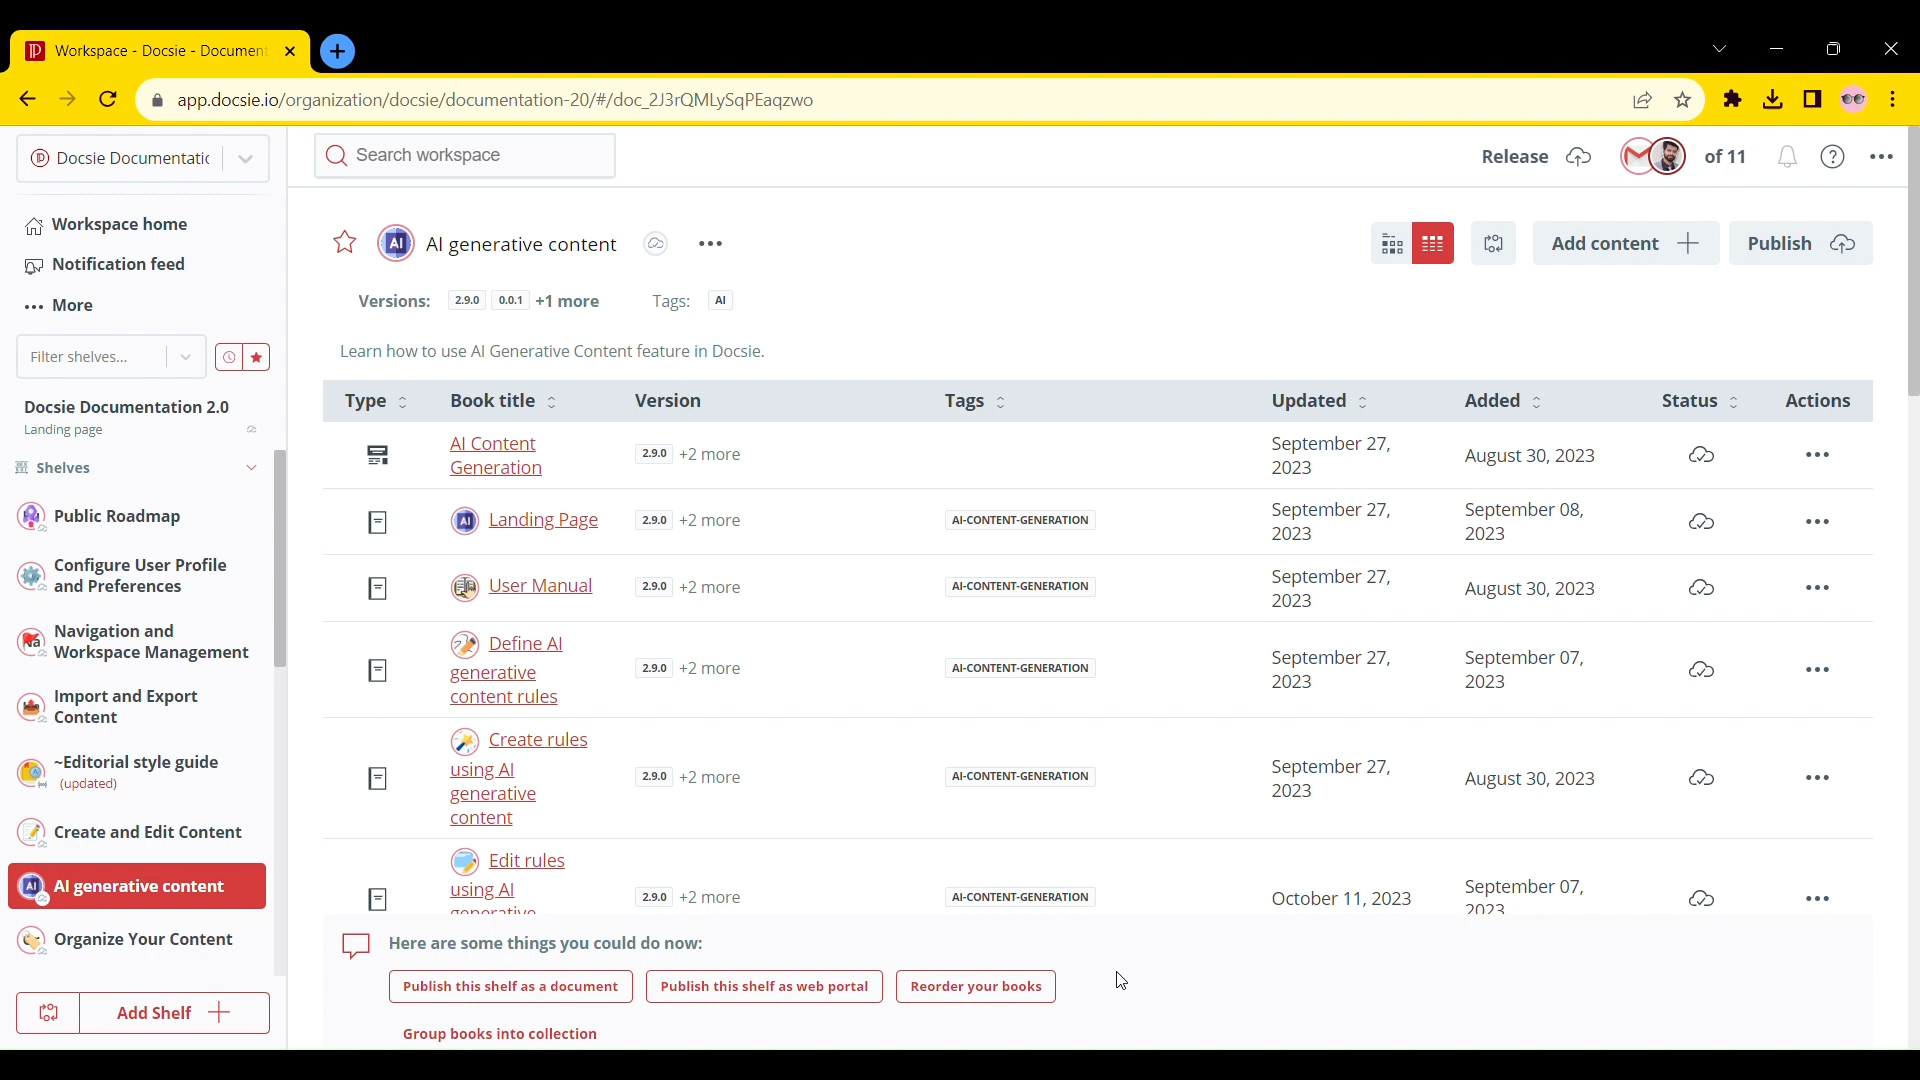 Workspace - Docsie - Document
app.docsie.io/organization/docsie/documentation-20/#/doc_2J3rQMLySqPEaqzwo
Docsie Documentatic
Search workspace
Release
of 11
Workspace home
Notification feed
More
Filter shelves...
Docsie Documentation 2.0
Landing page
Shelves
Public Roadmap
Configure User Profile
and Preferences
Na
Navigation and
Workspace Management
Import and Export
Content
~Editorial style guide
(updated)
Create and Edit Content
AI
AI generative content
Organize Your Content
Add Shelf
AI
AI generative content
Add content
Publish
Versions: 2.9.0 0.0.1 +1 more Tags: AI
Learn how to use AI Generative Content feature in Docsie.
Type Book title Version Tags Updated Added Status Actions
AI Content
Generation
2.9.0 +2 more
September 27,
2023
August 30, 2023
AI
Landing Page
2.9.0 +2 more
AI-CONTENT-GENERATION
September 27,
2023
September 08,
2023
User Manual
2.9.0 +2 more
AI-CONTENT-GENERATION
September 27,
2023
August 30, 2023
Define AI
generative
content rules
2.9.0 +2 more
AI-CONTENT-GENERATION
September 27,
2023
September 07,
2023
Create rules
using AI
generative
content
2.9.0 +2 more
AI-CONTENT-GENERATION
September 27,
2023
August 30, 2023
Edit rules
using AI
generative
2.9.0 +2 more
AI-CONTENT-GENERATION
October 11, 2023
September 07,
2023
Here are some things you could do now:
Publish this shelf as a document
Publish this shelf as web portal
Reorder your books
Group books into collection